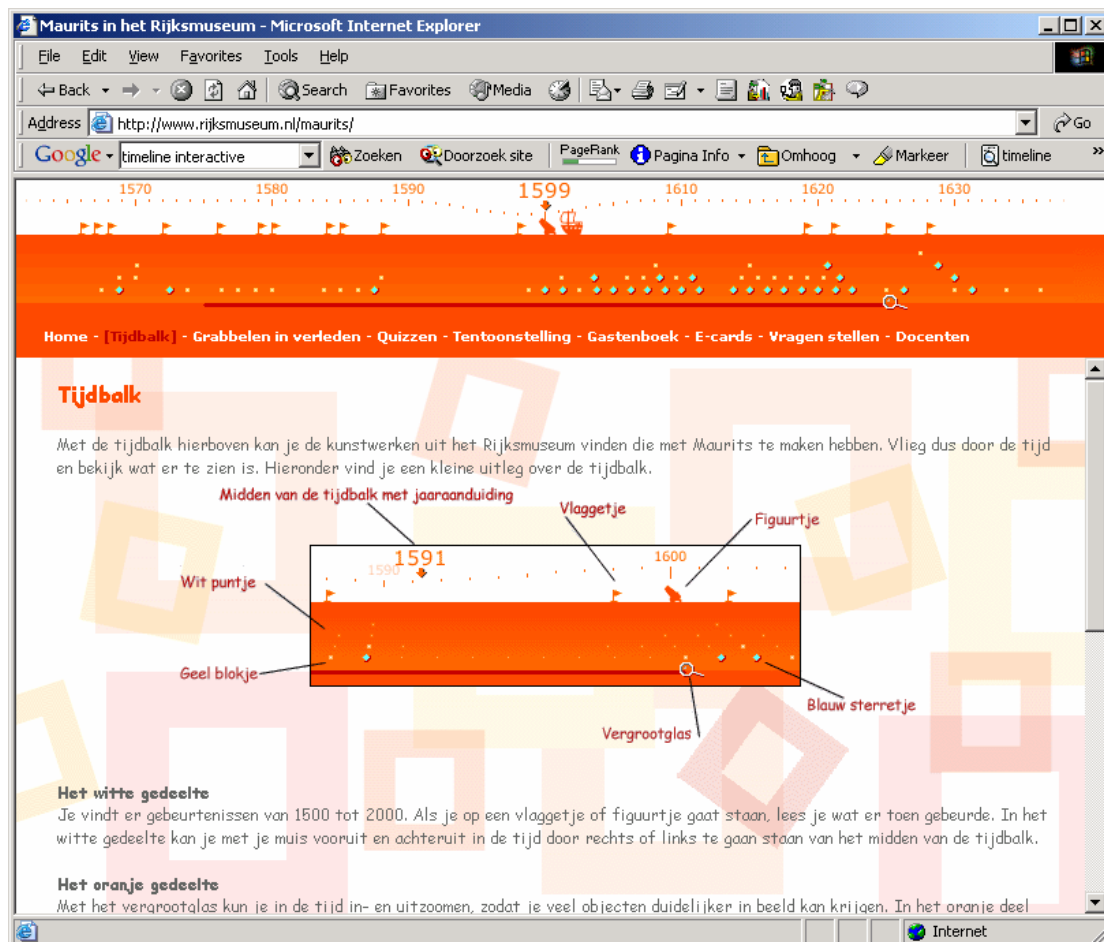 Maurits in het Rijksmuseum - Microsoft Internet Explorer
File Edit View Favorites Tools Help
Back Search Favorites Media
Address http://www.rijksmuseum.nl/maurits/ Go
Google timeline interactive Zoeken Doorzoek site PageRank Pagina Info Omhoog Markeer timeline »
1570 1580 1590 1599 1610 1620 1630
Home - [Tijdbalk] - Grabbelen in verleden - Quizzen - Tentoonstelling - Gastenboek - E-cards - Vragen stellen - Docenten
Tijdbalk
Met de tijdbalk hierboven kan je de kunstwerken uit het Rijksmuseum vinden die met Maurits te maken hebben. Vlieg dus door de tijd
en bekijk wat er te zien is. Hieronder vind je een kleine uitleg over de tijdbalk.
Midden van de tijdbalk met jaaraanduiding
Vlaggetje
Figuurtje
1590 1591 1600
Wit puntje
Geel blokje
Blauw sterretje
Vergrootglas
Het witte gedeelte
Je vindt er gebeurtenissen van 1500 tot 2000. Als je op een vlaggetje of figuurtje gaat staan, lees je wat er toen gebeurde. In het
witte gedeelte kan je met je muis vooruit en achteruit in de tijd door rechts of links te gaan staan van het midden van de tijdbalk.
Het oranje gedeelte
Met het vergrootglas kun je in de tijd in- en uitzoomen, zodat je veel objecten duidelijker in beeld kan krijgen. In het oranje deel
Internet